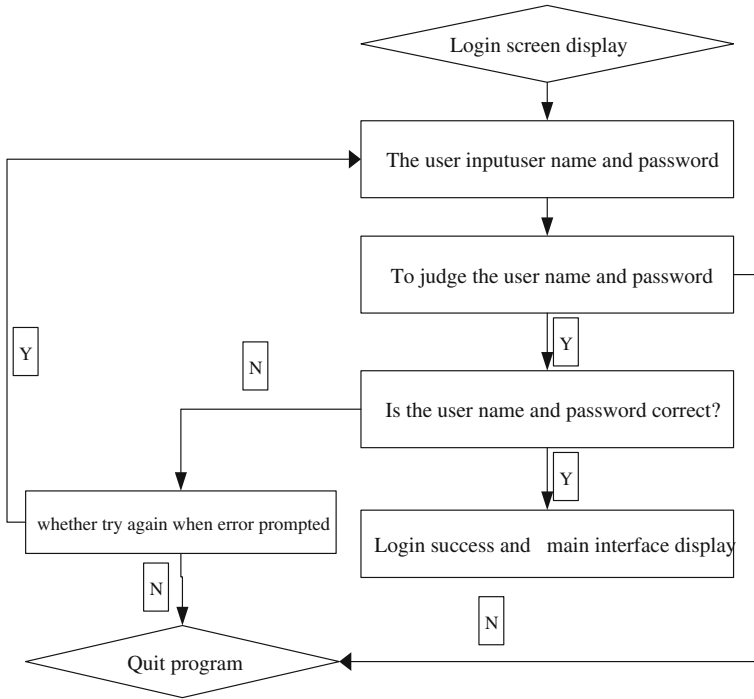 Login screen display
The user inputuser name and password
To judge the user name and password
Y
Y
N
Is the user name and password correct?
Y
whether try again when error prompted
Login success and main interface display
N
N
Quit program